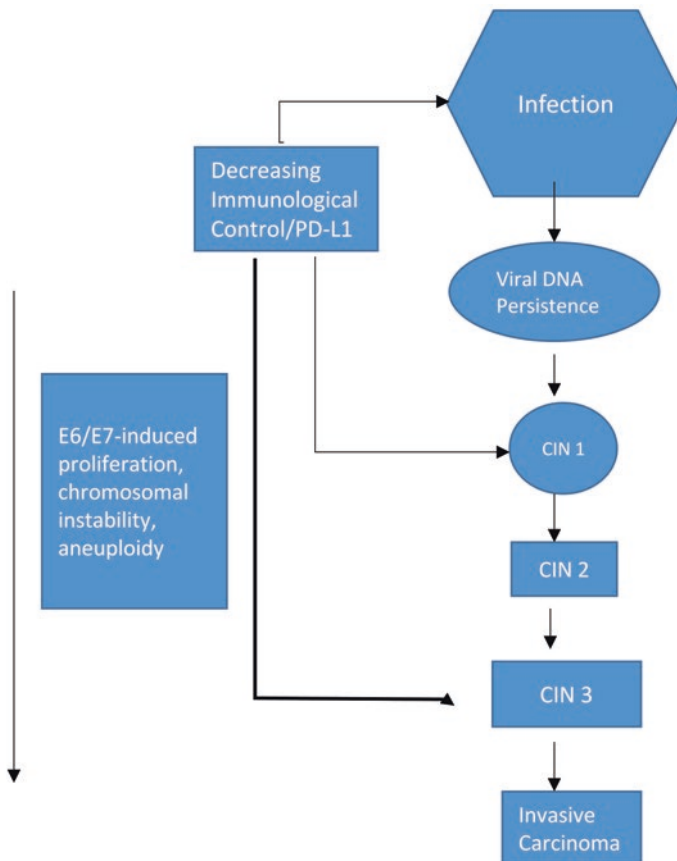 Infection
Decreasing
Immunological
Control/PD-L1
Viral DNA
Persistence
E6/E7-induced
proliferation,
chromosomal
instability,
aneuploidy
CIN 1
CIN 2
CIN 3
Invasive
Carcinoma